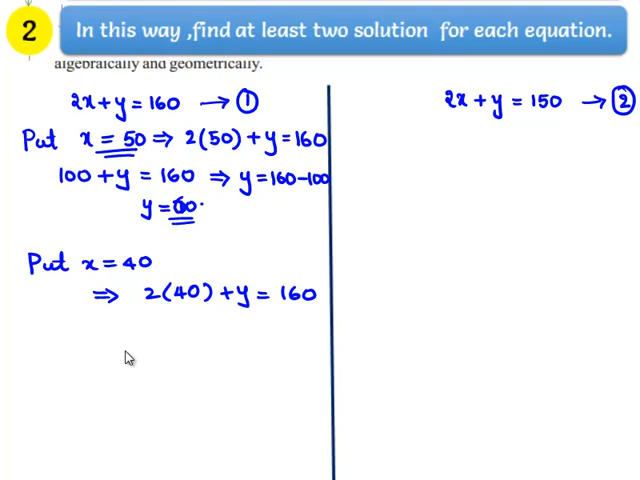 2
In this way ,find at least two solution for each equation.
algebraically and geometrically.
2x+y = 160 → ①
Put x = 50 ⇒ 2(50)+y = 160
100 + y = 160 ⇒ y = 160-100
y = 60.
Put x = 40
⇒ 2(40) + y = 160
2x + y = 150 → ②